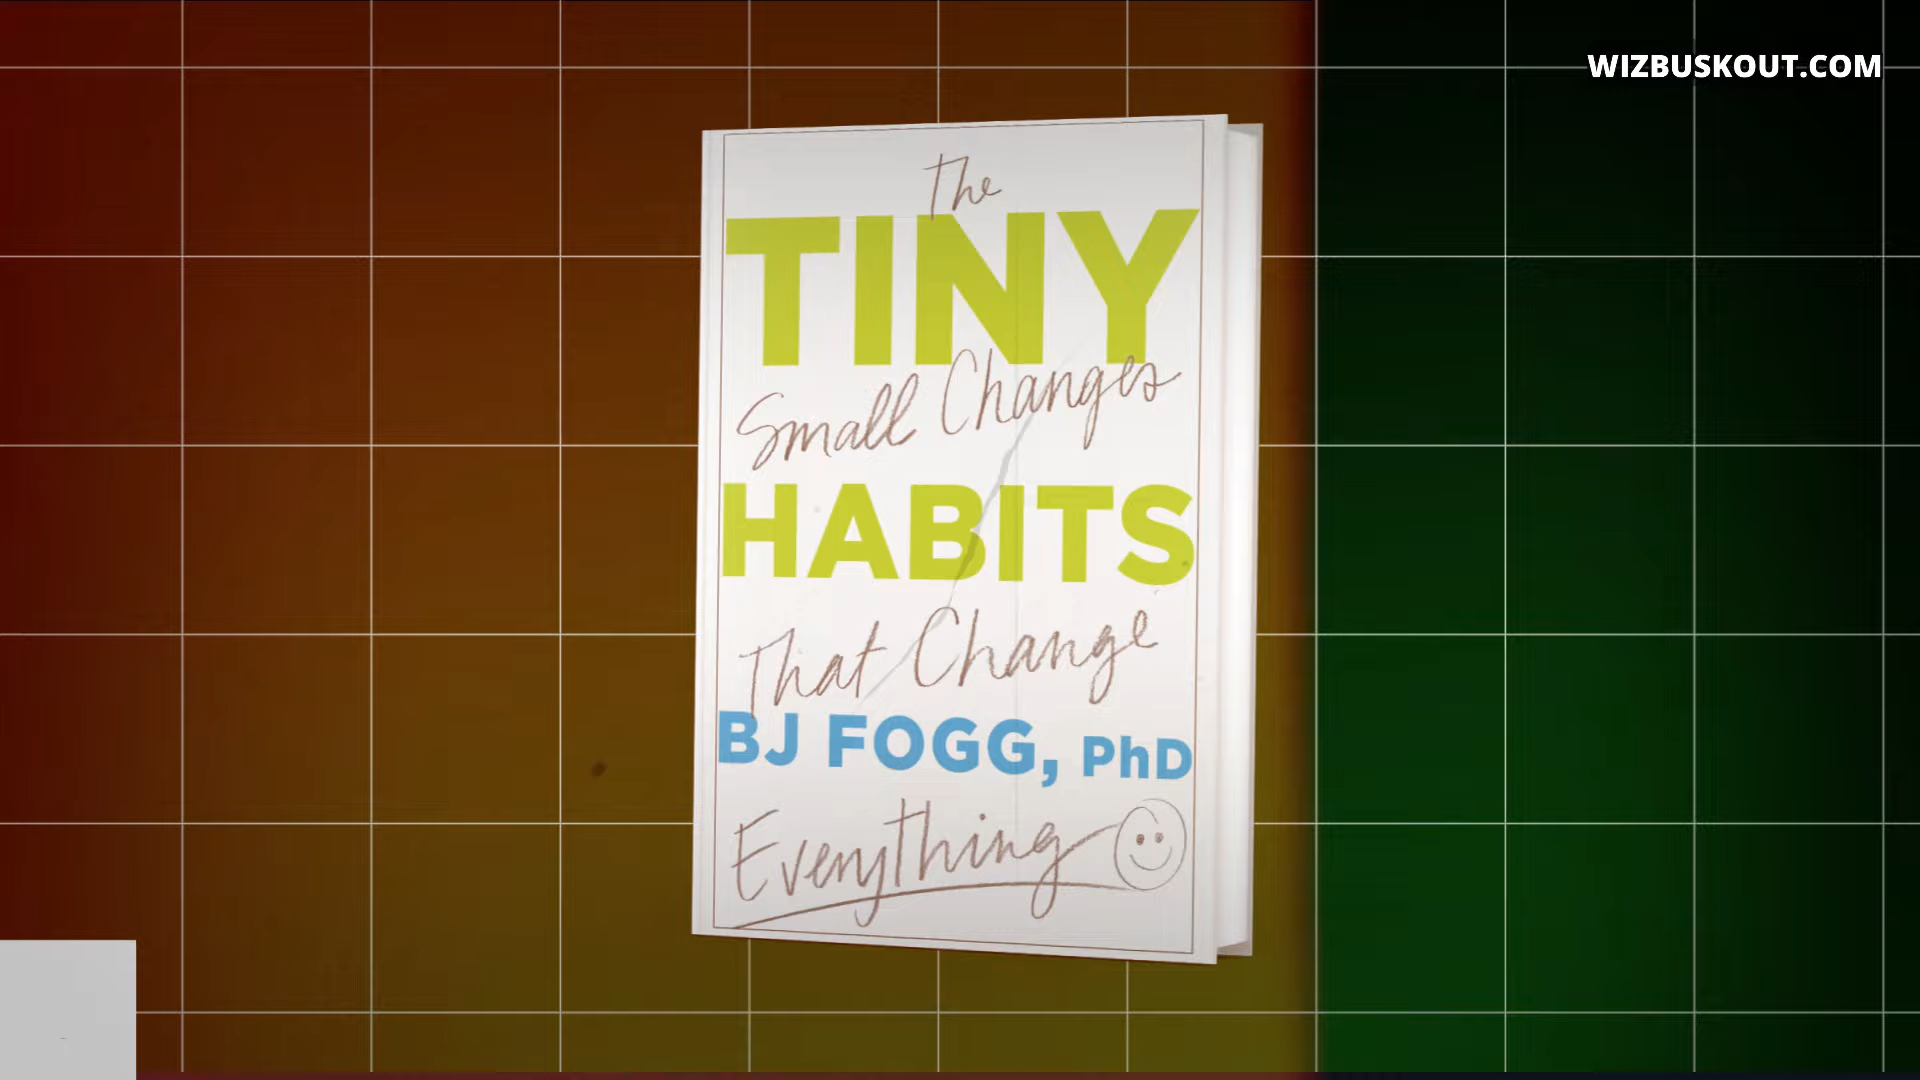 WIZBUSKOUT.COM
The
TINY
Small Changes
HABITS
That Change
BJ FOGG, PhD
Everything